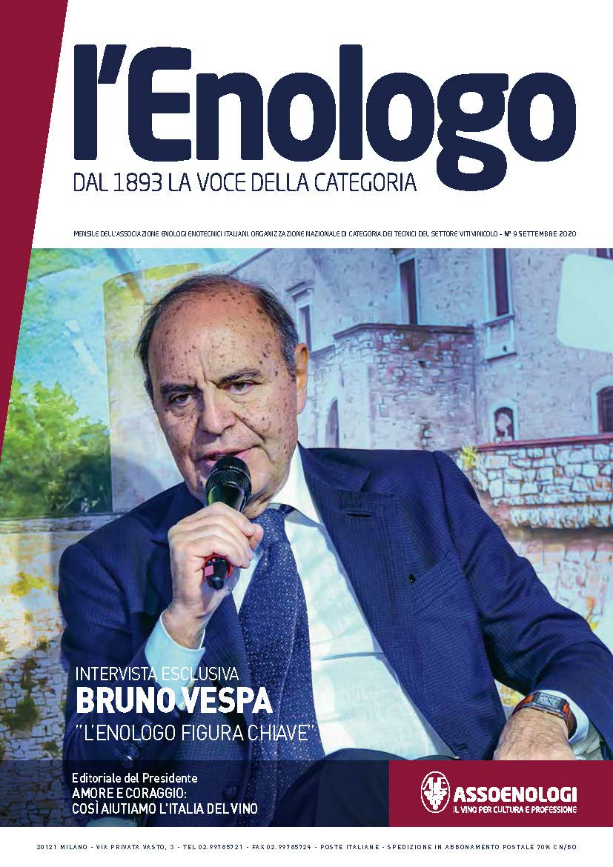 l'Enologo
DAL 1893 LA VOCE DELLA CATEGORIA
MENSILE DELL'ASSOCIAZIONE ENOLOGI ENOTECNICI ITALIANI. ORGANIZZAZIONE NAZIONALE DI CATEGORIA DEI TECNICI DEL SETTORE VITIVINICOLO - N° 9 SETTEMBRE 2020
INTERVISTA ESCLUSIVA
BRUNO VESPA
"L'ENOLOGO FIGURA CHIAVE"
Editoriale del Presidente
AMORE E CORAGGIO:
COSÌ AIUTIAMO L'ITALIA DEL VINO
ASSOENOLOGI
IL VINO PER CULTURA E PROFESSIONE
20121 MILANO - VIA PRIVATA VASTO, 3 - TEL 02.99785721 - FAX 02.99785724 - POSTE ITALIANE - SPEDIZIONE IN ABBONAMENTO POSTALE 70% CN/BO